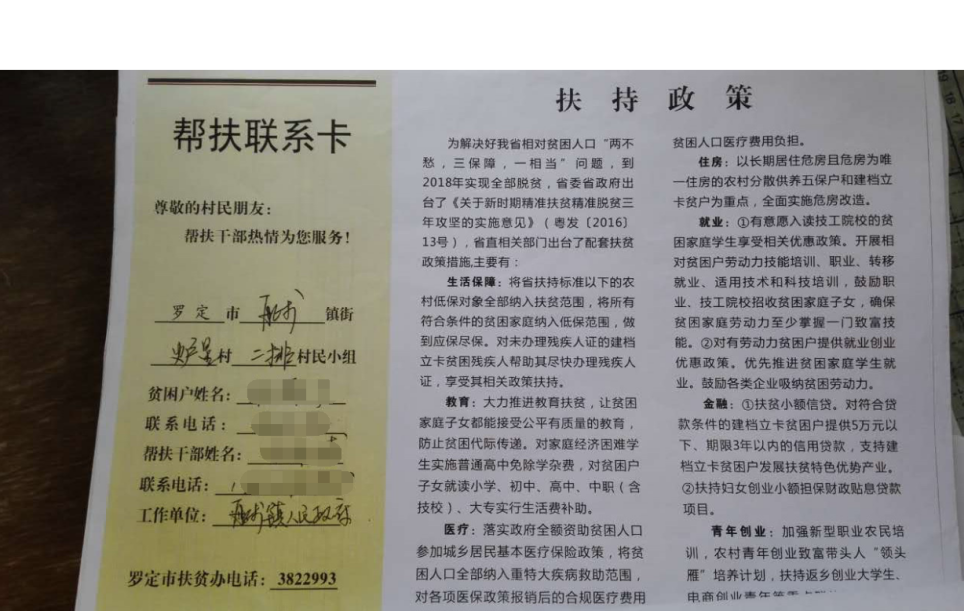 帮扶联系卡
尊敬的村民朋友：
帮扶干部热情为您服务！
罗定市 船步 镇街
村 二排 村民小组
贫困户姓名：
联系电话：
帮扶干部姓名：
联系电话：
工作单位： 船步镇人民政府
罗定市扶贫办电话：3822993
扶持政策
为解决好我省相对贫困人口“两不
愁，三保障，一相当”问题，到
2018年实现全部脱贫，省委省政府出
台了《关于新时期精准扶贫精准脱贫三
年攻坚的实施意见》（粤发〔2016〕
13号），省直相关部门出台了配套扶贫
政策措施,主要有：
生活保障：将省扶持标准以下的农
村低保对象全部纳入扶贫范围，将所有
符合条件的贫困家庭纳入低保范围，做
到应保尽保。对未办理残疾人证的建档
立卡贫困残疾人帮助其尽快办理残疾人
证，享受其相关政策扶持。
教育：大力推进教育扶贫，让贫困
家庭子女都能接受公平有质量的教育，
防止贫困代际传递。对家庭经济困难学
生实施普通高中免除学杂费，对贫困户
子女就读小学、初中、高中、中职（含
技校）、大专实行生活费补助。
医疗：落实政府全额资助贫困人口
参加城乡居民基本医疗保险政策，将贫
困人口全部纳入重特大疾病救助范围，
对各项医保政策报销后的合规医疗费用
贫困人口医疗费用负担。
住房：以长期居住危房且危房为唯
一住房的农村分散供养五保户和建档立
卡贫户为重点，全面实施危房改造。
就业：①有意愿入读技工院校的贫
困家庭学生享受相关优惠政策。开展相
对贫困户劳动力技能培训、职业、转移
就业、适用技术和科技培训，鼓励职
业、技工院校招收贫困家庭子女，确保
贫困家庭劳动力至少掌握一门致富技
能。②对有劳动力贫困户提供就业创业
优惠政策。优先推进贫困家庭学生就
业。鼓励各类企业吸纳贫困劳动力。
金融：①扶贫小额信贷。对符合贷
款条件的建档立卡贫困户提供5万元以
下、期限3年以内的信用贷款，支持建
档立卡贫困户发展扶贫特色优势产业。
②扶持妇女创业小额担保财政贴息贷款
项目。
青年创业：加强新型职业农民培
训，农村青年创业致富带头人“领头
雁”培养计划，扶持返乡创业大学生、
电商创业青年等重点